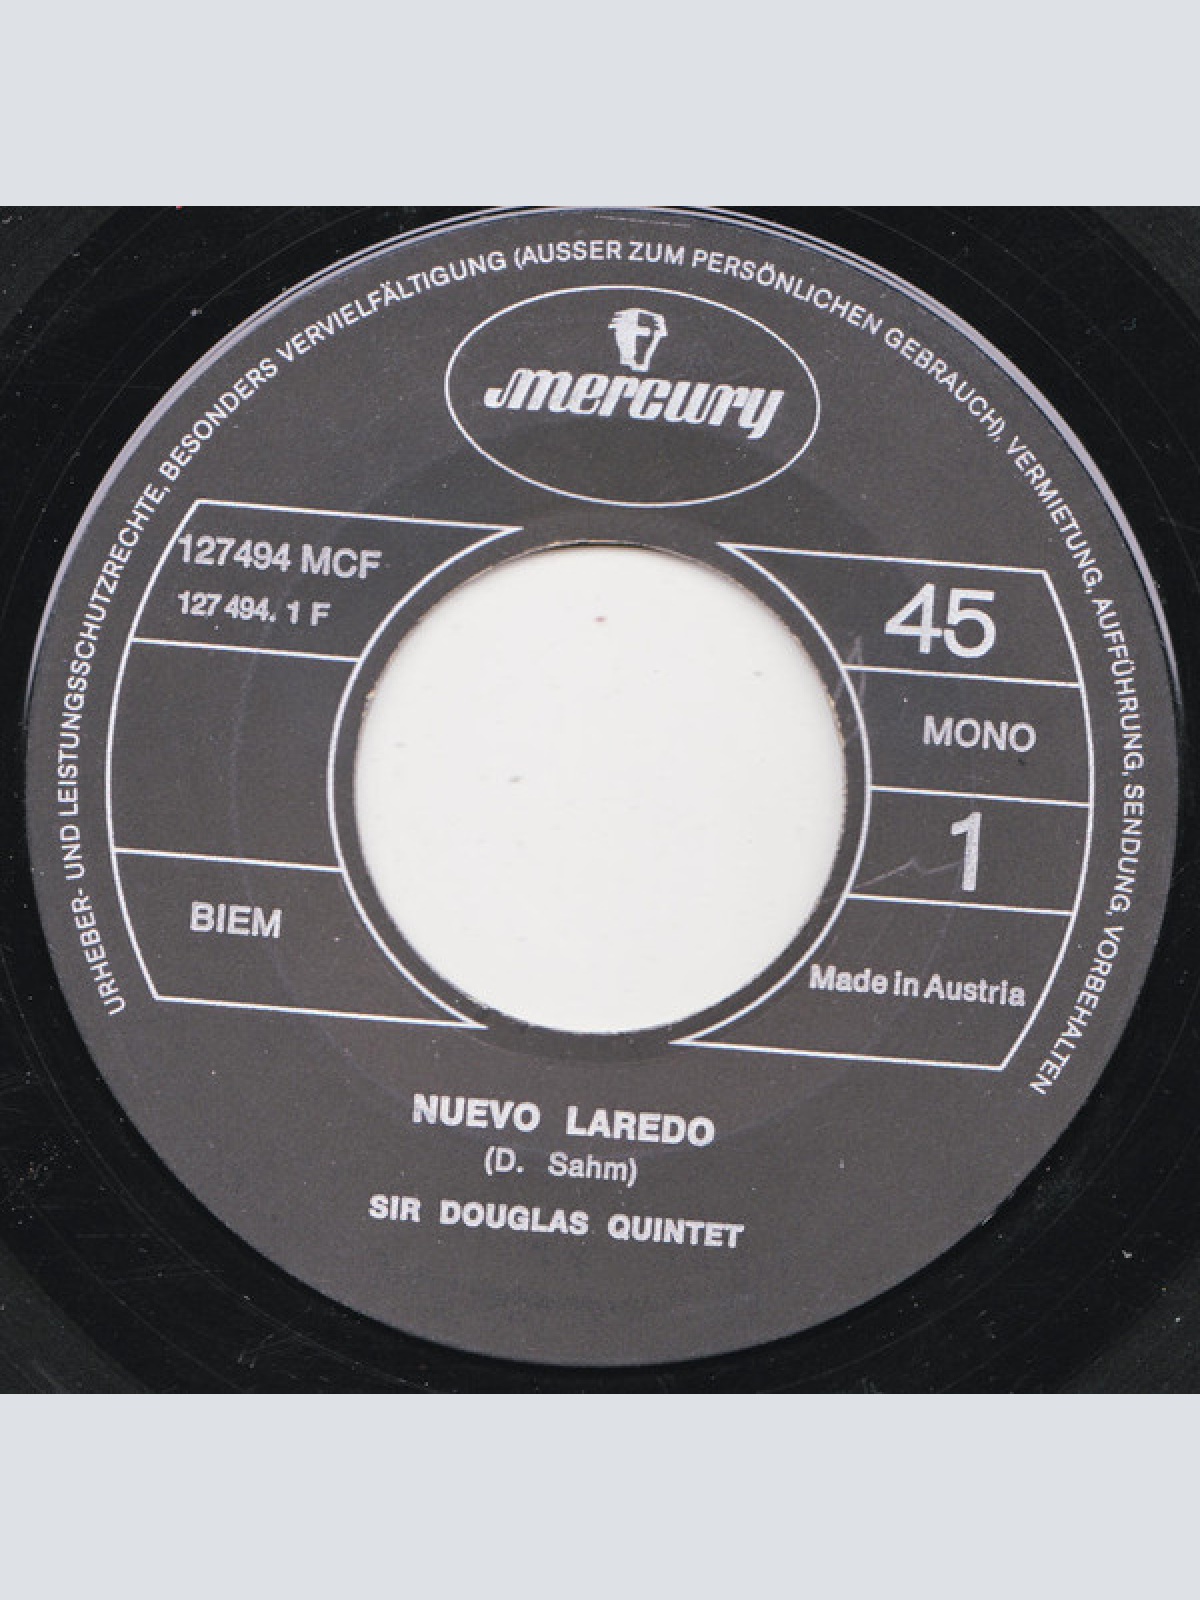 URHEBER- UND LEISTUNGSSCHUTZRECHTE, BESONDERS VERVIELFÄLTIGUNG (AUSSER ZUM PERSÖNLICHEN GEBRAUCH), VERMIETUNG, AUFFÜHRUNG, SENDUNG, VORBEHALTEN
mercury
127494 MCF
127 494. 1 F
BIEM
45
MONO
1
Made in Austria
NUEVO LAREDO
(D. Sahm)
SIR DOUGLAS QUINTET